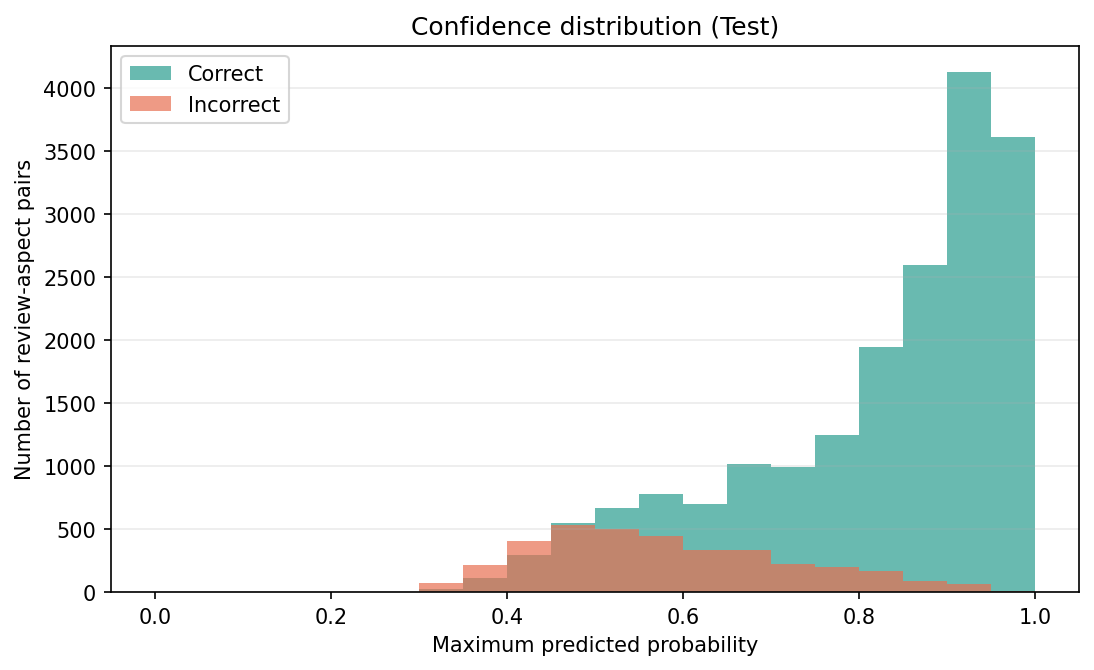 Confidence distribution (Test)
Correct
Incorrect
Number of review-aspect pairs
4000
3500
3000
2500
2000
1500
1000
500
0
0.0 0.2 0.4 0.6 0.8 1.0
Maximum predicted probability